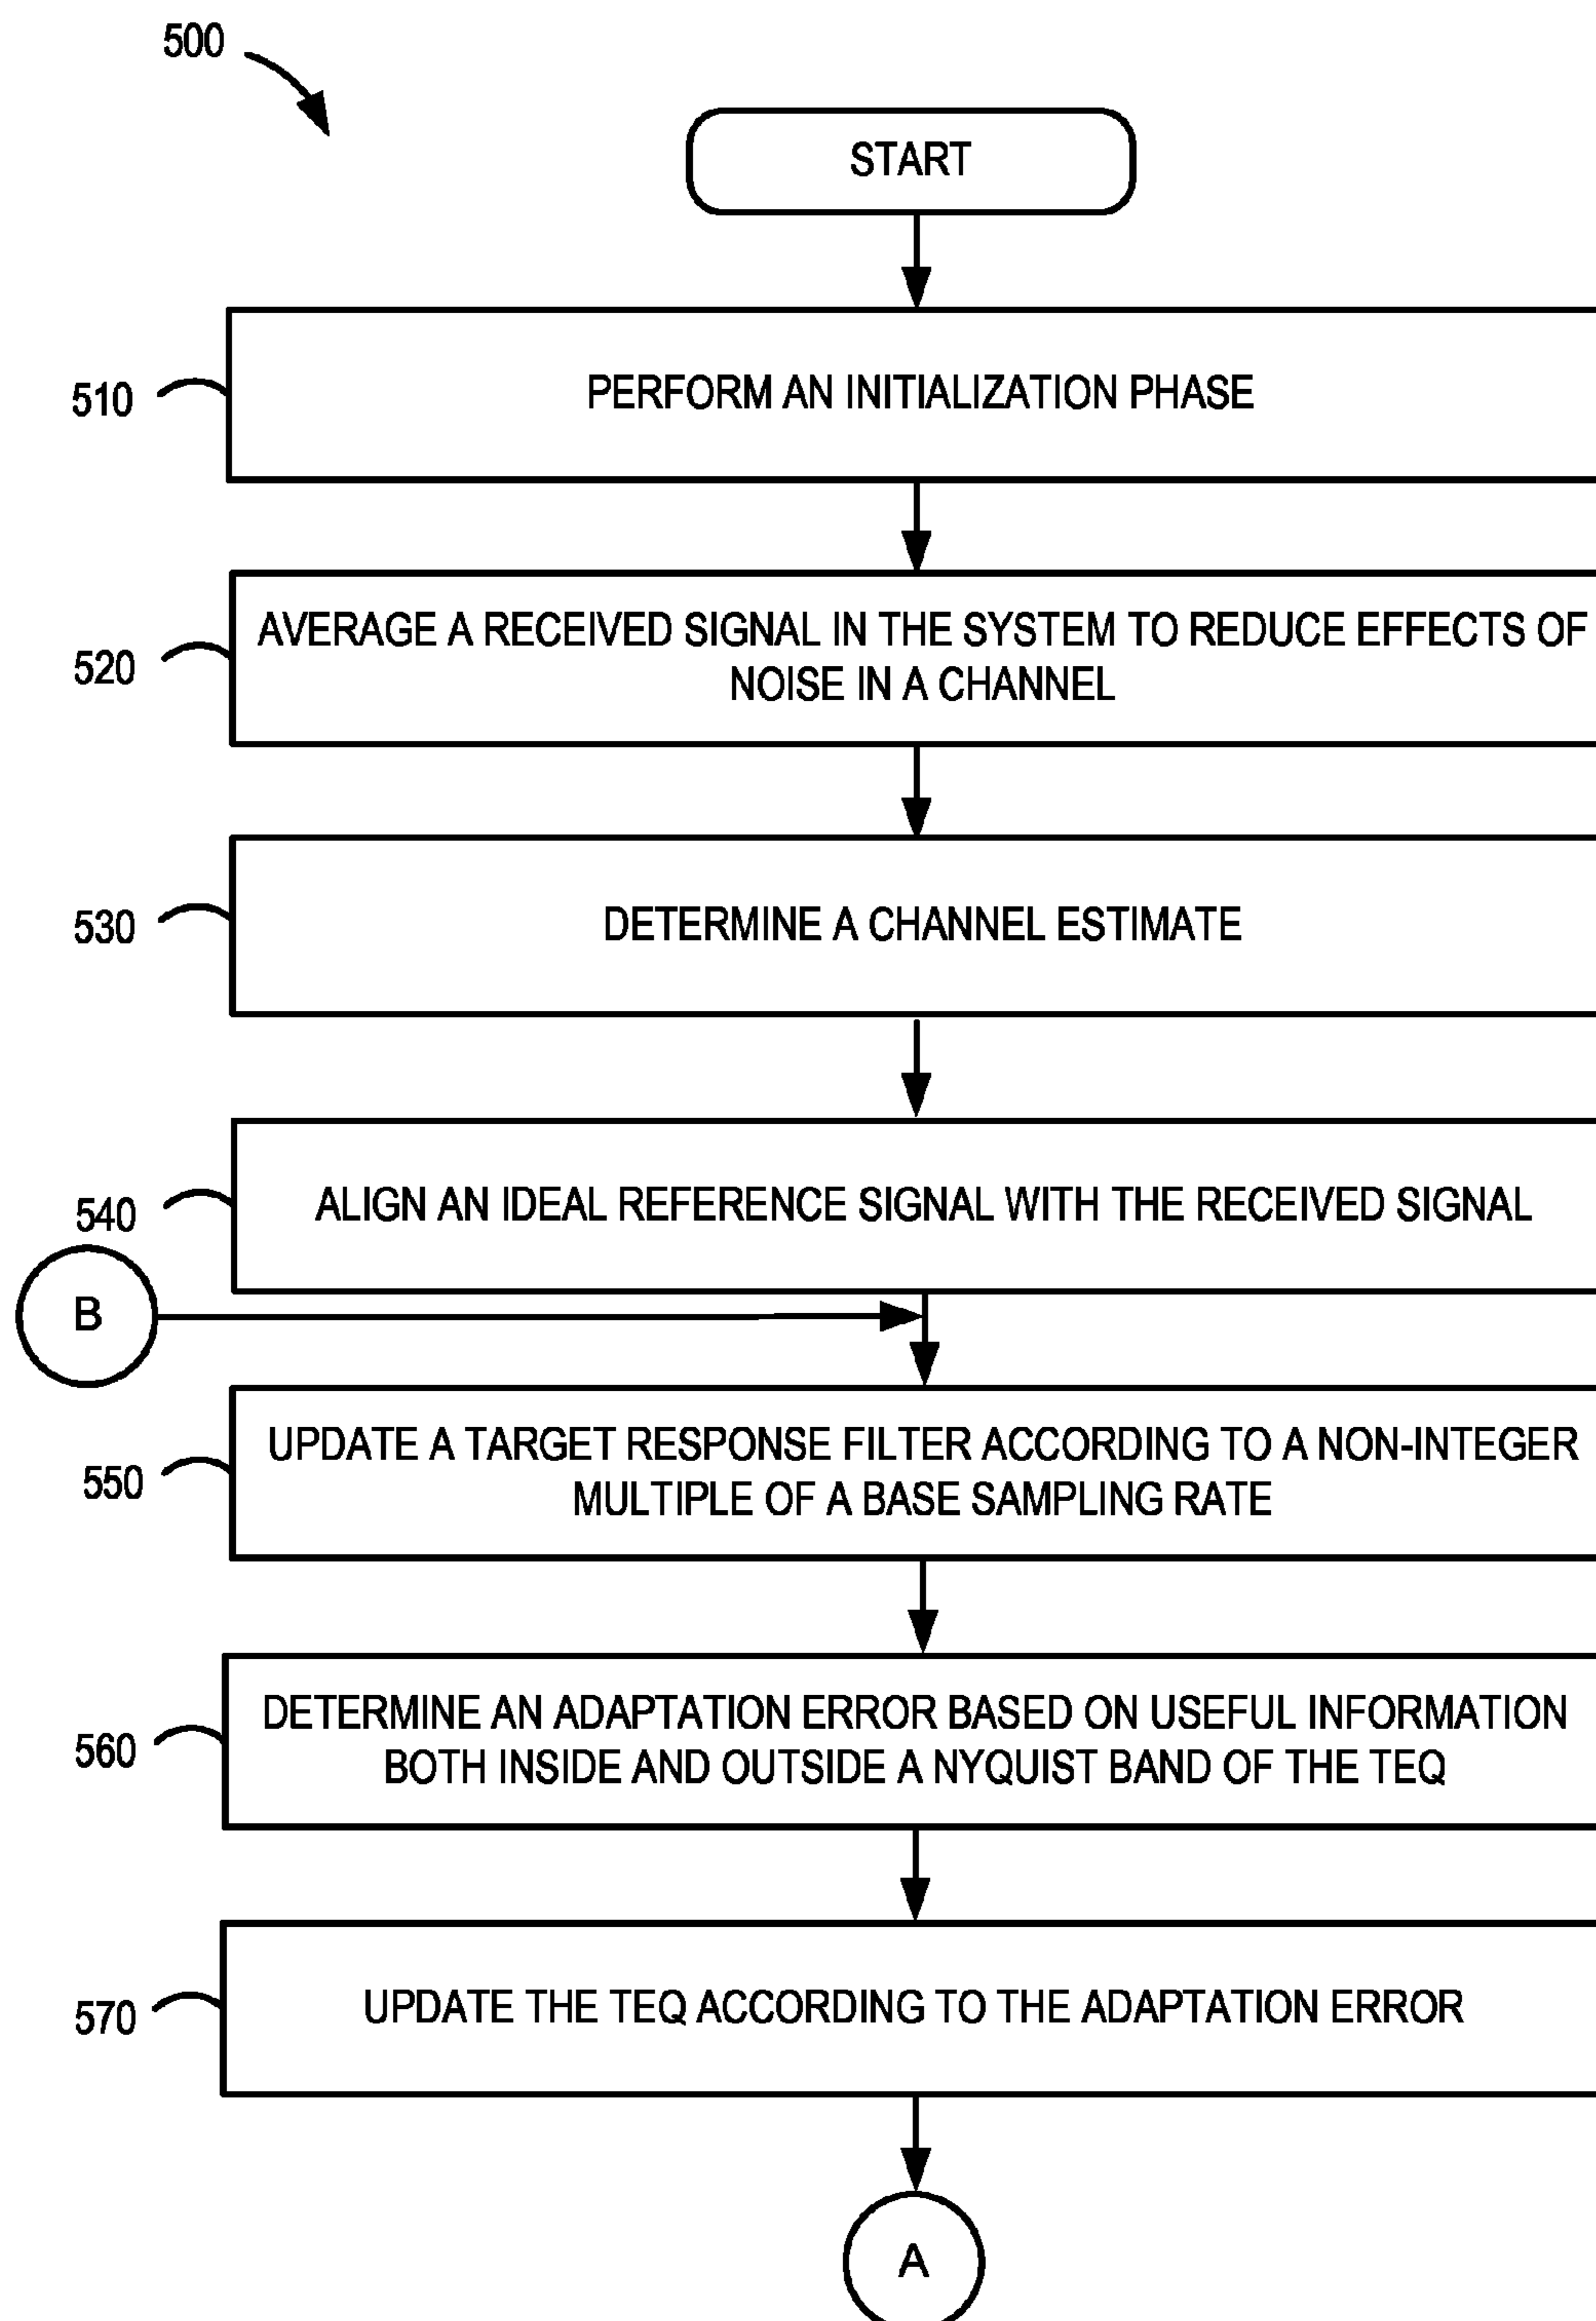 500
START
510
PERFORM AN INITIALIZATION PHASE
520
AVERAGE A RECEIVED SIGNAL IN THE SYSTEM TO REDUCE EFFECTS OF
NOISE IN A CHANNEL
530
DETERMINE A CHANNEL ESTIMATE
540
ALIGN AN IDEAL REFERENCE SIGNAL WITH THE RECEIVED SIGNAL
B
550
UPDATE A TARGET RESPONSE FILTER ACCORDING TO A NON-INTEGER
MULTIPLE OF A BASE SAMPLING RATE
560
DETERMINE AN ADAPTATION ERROR BASED ON USEFUL INFORMATION
BOTH INSIDE AND OUTSIDE A NYQUIST BAND OF THE TEQ
570
UPDATE THE TEQ ACCORDING TO THE ADAPTATION ERROR
A